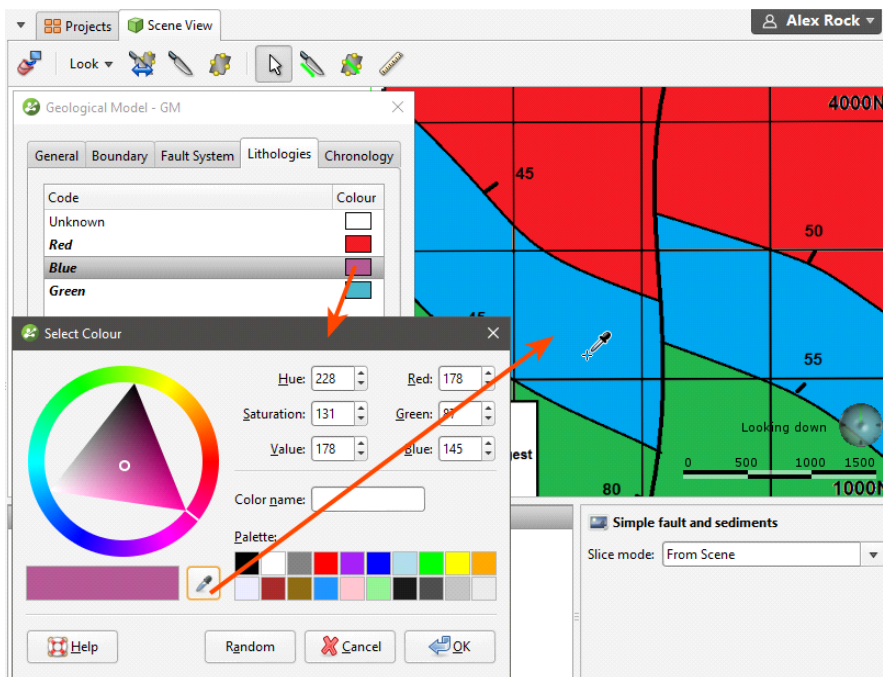 Projects Scene View Alex Rock
Look
Geological Model - GM
4000N
General Boundary Fault System Lithologies Chronology
45
Code Colour
Unknown
Red
50
Blue
Green
45
Select Colour
55
Hue: 228 Red: 178
Saturation: 131 Green: 87
Looking down
Value: 178 Blue: 145
0 500 1000 1500
80
1000N
Color name:
Simple fault and sediments
Palette:
Slice mode: From Scene
Help Random Cancel OK